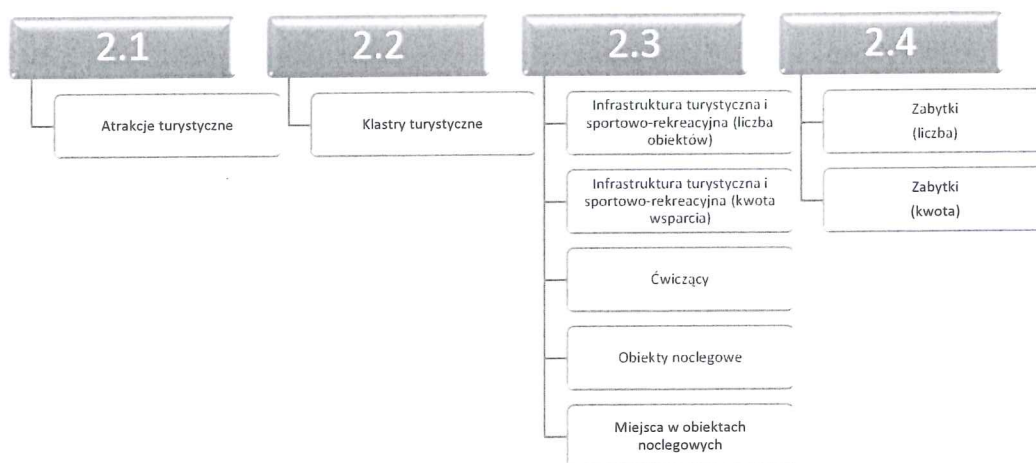 2.1
Atrakcje turystyczne
2.2
Klastry turystyczne
2.3
Infrastruktura turystyczna i
sportowo-rekreacyjna (liczba
obiektów)
Infrastruktura turystyczna i
sportowo-rekreacyjna (kwota
wsparcia)
Ćwiczący
Obiekty noclegowe
Miejsca w obiektach
noclegowych
2.4
Zabytki
(liczba)
Zabytki
(kwota)